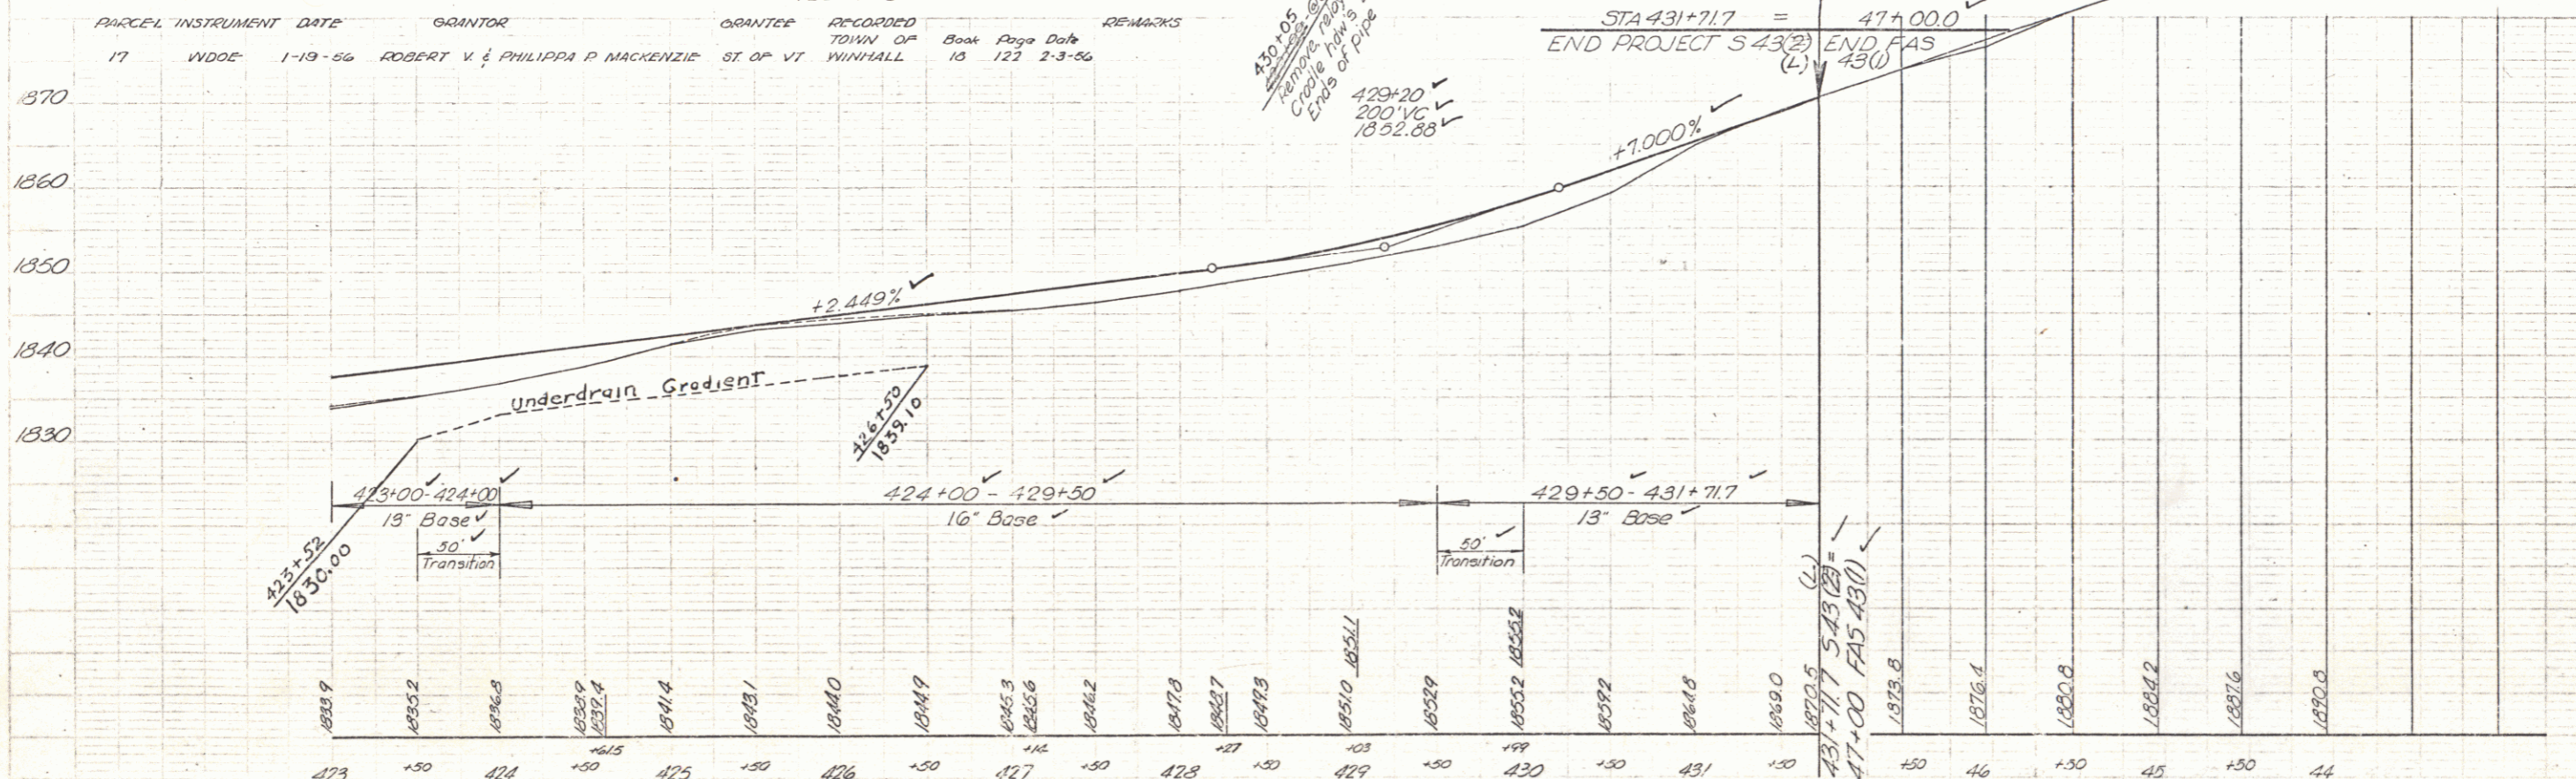 PARCEL INSTRUMENT DATE GRANTOR GRANTEE RECORDED REMARKS
TOWN OF Book Page Date
17 WDOE 1-19-56 ROBERT V. & PHILIPPA P. MACKENZIE ST. OF VT WINHALL 18 122 2-3-56
430+05
Remove, relay
Cradle
Ends of pipe
STA 431+71.7 = 47+00.0
END PROJECT S 43(2) END FAS
(L) 43(1)
429+20
200' VC
1852.88
+7.000%
+2.449%
1870
1860
1850
1840
1830
Underdrain Gradient
426+50
1839.10
423+52
1830.00
423+00-424+00
13" Base
50'
Transition
424+00 - 429+50
16" Base
429+50 - 431+71.7
13" Base
50'
Transition
(L)
431+71.7 S 43(2) =
47+00 FAS 43(1)
1833.9 1835.2 1836.8 1838.9 1839.4 1841.4 1843.1 1844.0 1844.9 1845.3 1845.6 1846.2 1847.8 1848.7 1849.3 1851.0 1851.1 1852.9 1855.2 1855.2 1859.2 1864.8 1869.0 1870.5 1873.8 1876.4 1880.8 1884.2 1887.6 1890.8
+61.5 +14 +27 +03 +99
423 +50 424 +50 425 +50 426 +50 427 +50 428 +50 429 +50 430 +50 431 +50 +50 46 +50 45 +50 44